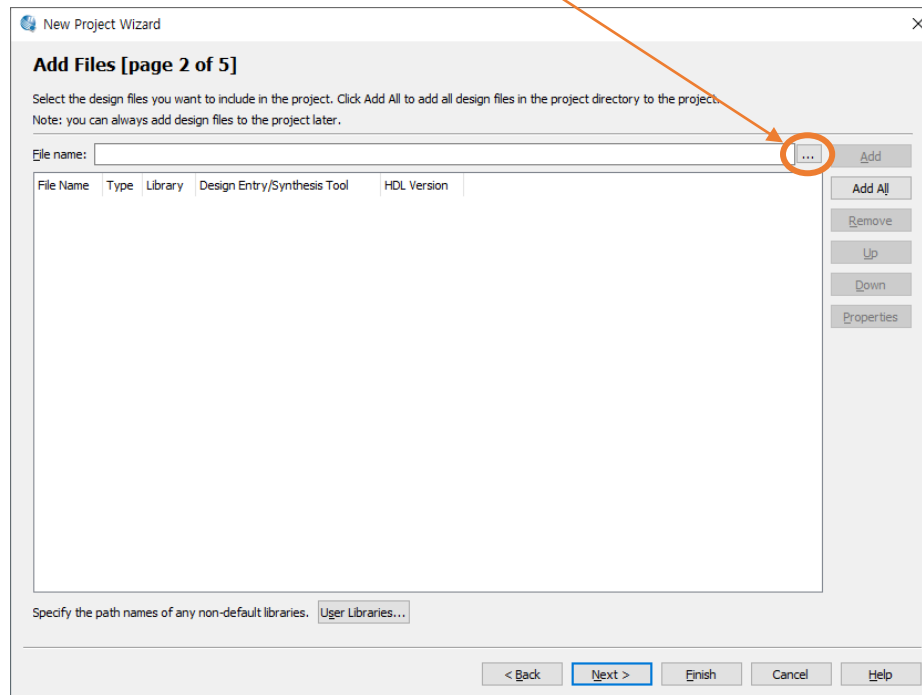 New Project Wizard
Add Files [page 2 of 5]
Select the design files you want to include in the project. Click Add All to add all design files in the project directory to the project.
Note: you can always add design files to the project later.
File name: ... Add
File Name Type Library Design Entry/Synthesis Tool HDL Version
Add All
Remove
Up
Down
Properties
Specify the path names of any non-default libraries. User Libraries...
< Back Next > Finish Cancel Help